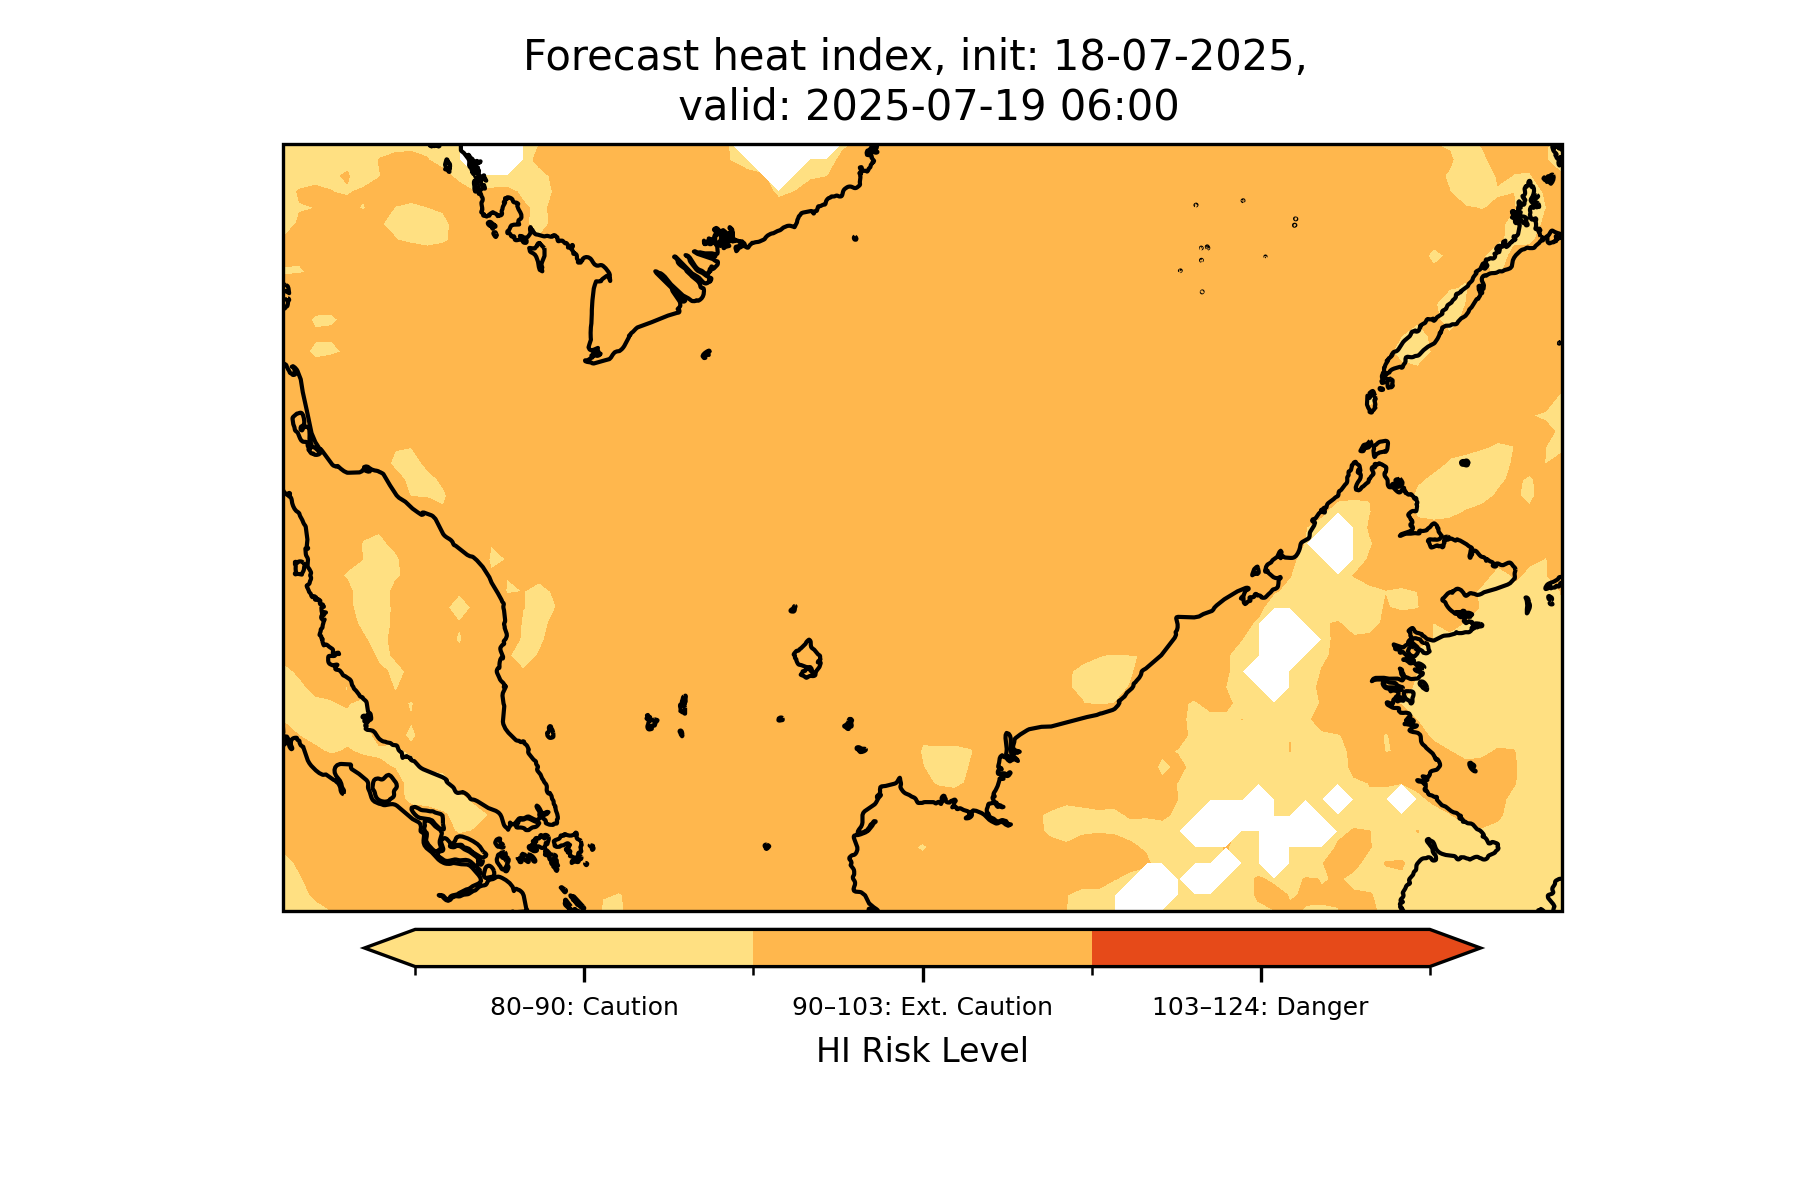 Forecast heat index, init: 18-07-2025,
valid: 2025-07-19 06:00
80–90: Caution
90–103: Ext. Caution
103–124: Danger
HI Risk Level